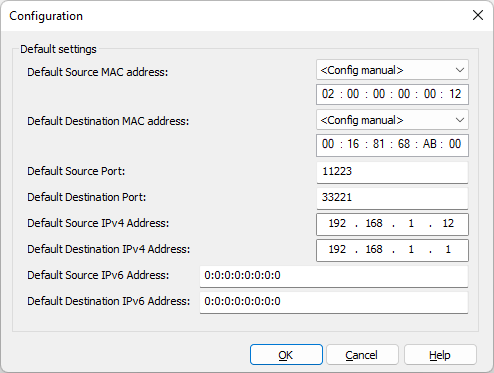 Configuration
Default settings
Default Source MAC address: <Config manual>
02 : 00 : 00 : 00 : 00 : 12
Default Destination MAC address: <Config manual>
00 : 16 : 81 : 68 : AB : 00
Default Source Port: 11223
Default Destination Port: 33221
Default Source IPv4 Address: 192 . 168 . 1 . 12
Default Destination IPv4 Address: 192 . 168 . 1 . 1
Default Source IPv6 Address: 0:0:0:0:0:0:0:0
Default Destination IPv6 Address: 0:0:0:0:0:0:0:0
OK Cancel Help